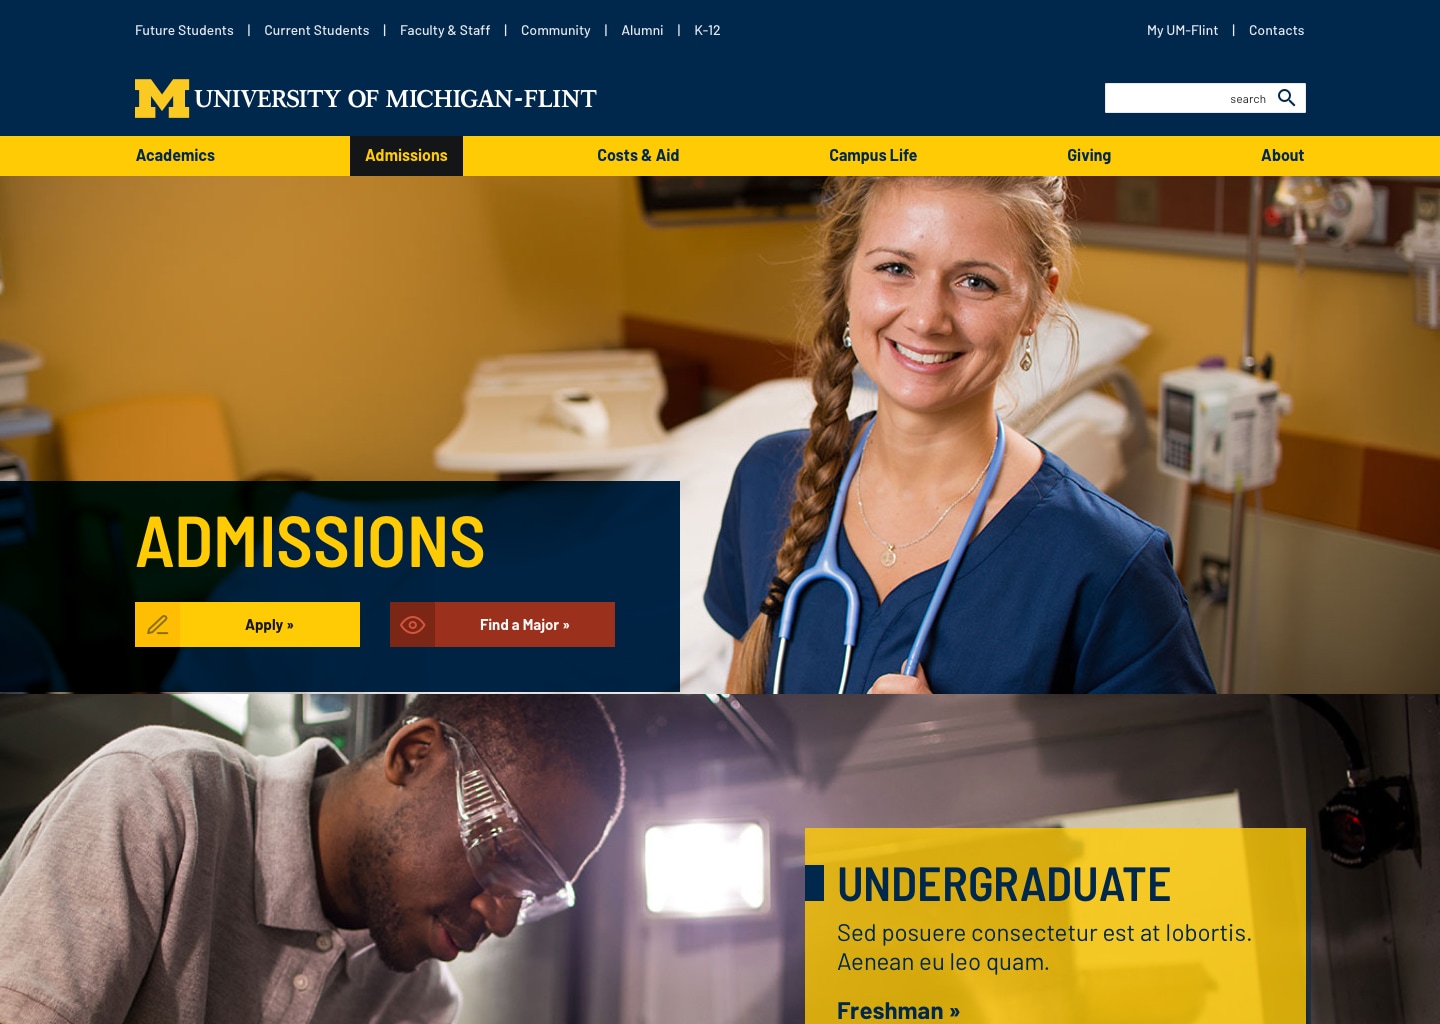 Future Students | Current Students | Faculty & Staff | Community | Alumni | K-12
My UM-Flint | Contacts
M UNIVERSITY OF MICHIGAN-FLINT
search
Academics
Admissions
Costs & Aid
Campus Life
Giving
About
ADMISSIONS
Apply »
Find a Major »
UNDERGRADUATE
Sed posuere consectetur est at lobortis.
Aenean eu leo quam.
Freshman »